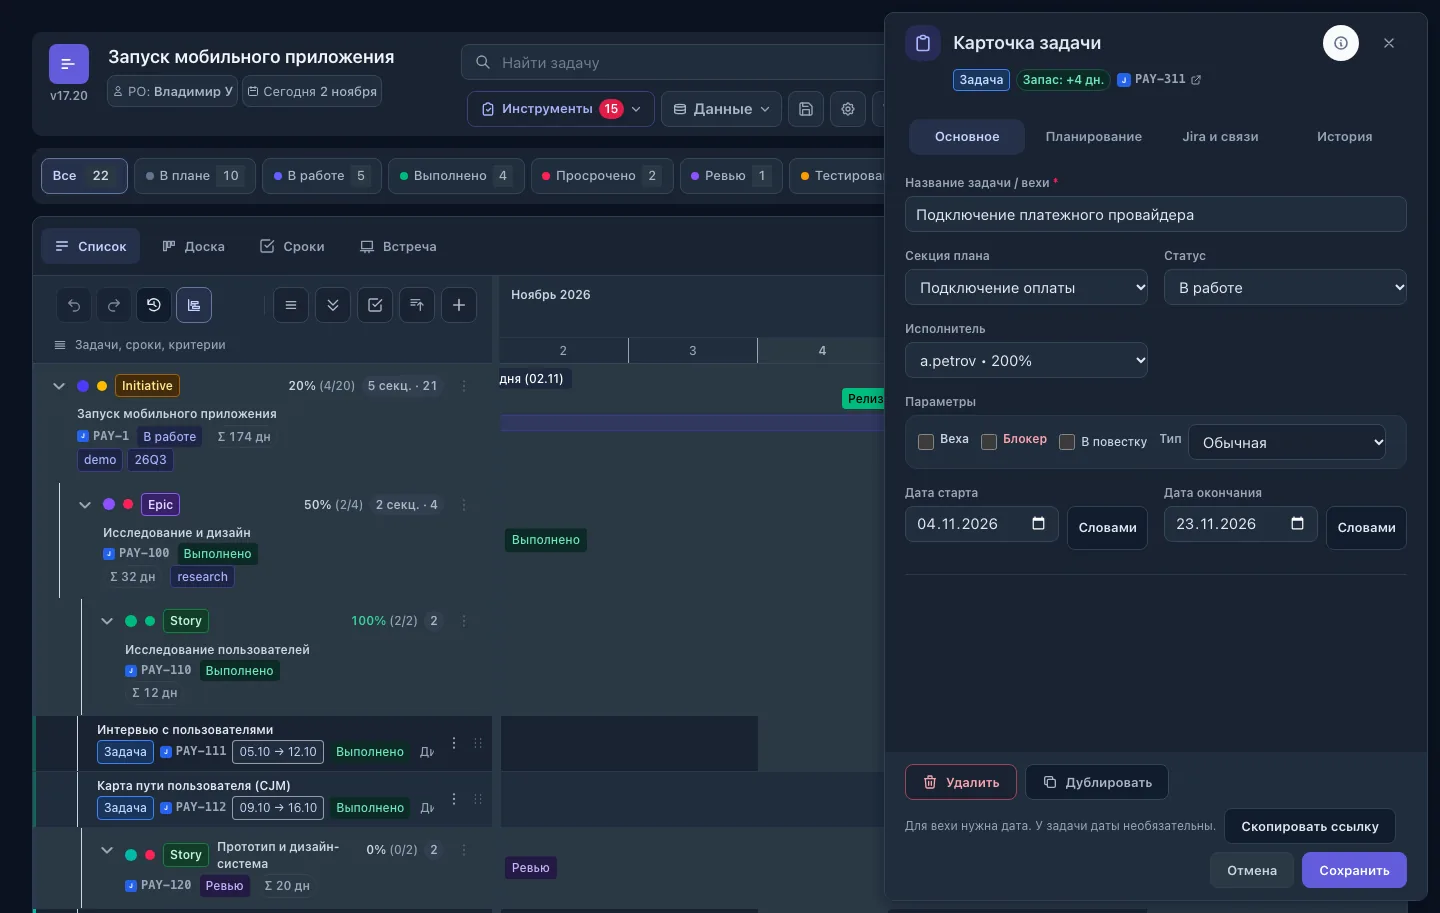 Запуск мобильного приложения
v17.20
PO: Владимир У
Сегодня 2 ноября
Найти задачу
Инструменты 15
Данные
Все 22
В плане 10
В работе 5
Выполнено 4
Просрочено 2
Ревью 1
Список
Доска
Сроки
Встреча
Задачи, сроки, критерии
Ноябрь 2026
2 3 4
дня (02.11)
Релиз
Initiative 20% (4/20) 5 секц. · 21
Запуск мобильного приложения
PAY-1 В работе Σ 174 дн
demo 26Q3
Epic 50% (2/4) 2 секц. · 4
Исследование и дизайн
PAY-100 Выполнено
Σ 32 дн research
Выполнено
Story 100% (2/2) 2
Исследование пользователей
PAY-110 Выполнено
Σ 12 дн
Интервью с пользователями
Задача PAY-111 05.10 → 12.10 Выполнено
Карта пути пользователя (CJM)
Задача PAY-112 09.10 → 16.10 Выполнено
Story Прототип и дизайн-
система 0% (0/2) 2
PAY-120 Ревью Σ 20 дн
Ревью
Карточка задачи
Задача Запас: +4 дн. PAY-311
Основное
Планирование
Jira и связи
История
Название задачи / вехи *
Подключение платежного провайдера
Секция плана
Подключение оплаты
Статус
В работе
Исполнитель
a.petrov • 200%
Параметры
Веха Блокер В повестку Тип Обычная
Дата старта
04.11.2026 Словами
Дата окончания
23.11.2026 Словами
Удалить
Дублировать
Для вехи нужна дата. У задачи даты необязательны.
Скопировать ссылку
Отмена
Сохранить